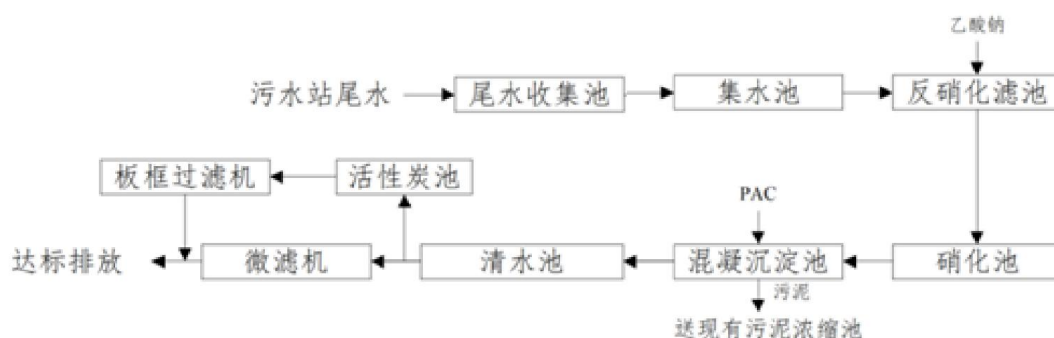 乙酸钠
污水站尾水
尾水收集池
集水池
反硝化滤池
板框过滤机
活性炭池
PAC
达标排放
微滤机
清水池
混凝沉淀池
硝化池
污泥
送现有污泥浓缩池